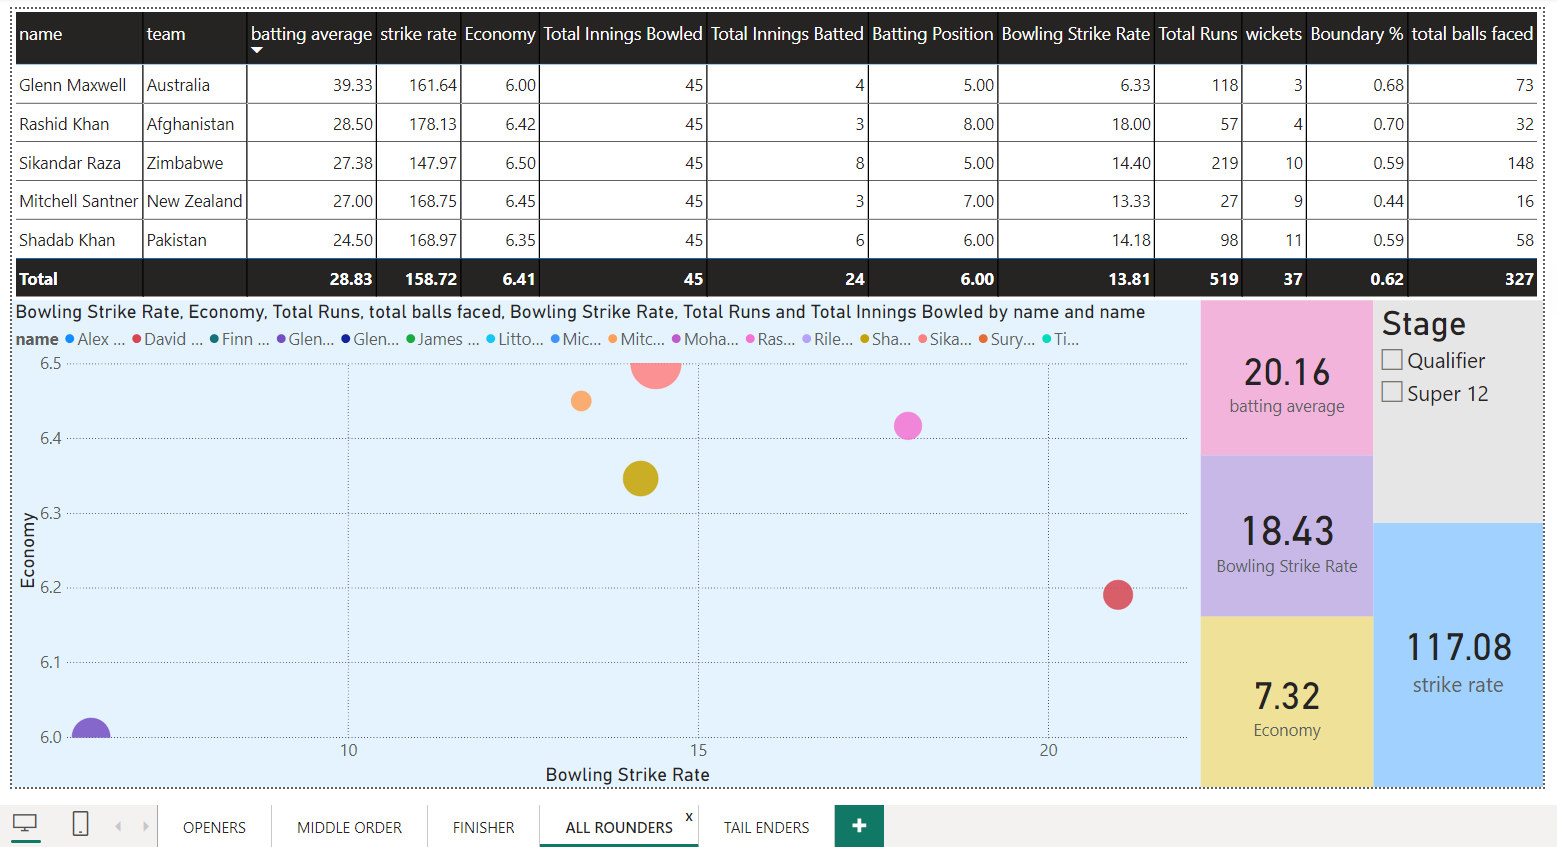 name team batting average strike rate Economy Total Innings Bowled Total Innings Batted Batting Position Bowling Strike Rate Total Runs wickets Boundary % total balls faced
Glenn Maxwell Australia 39.33 161.64 6.00 45 4 5.00 6.33 118 3 0.68 73
Rashid Khan Afghanistan 28.50 178.13 6.42 45 3 8.00 18.00 57 4 0.70 32
Sikandar Raza Zimbabwe 27.38 147.97 6.50 45 8 5.00 14.40 219 10 0.59 148
Mitchell Santner New Zealand 27.00 168.75 6.45 45 3 7.00 13.33 27 9 0.44 16
Shadab Khan Pakistan 24.50 168.97 6.35 45 6 6.00 14.18 98 11 0.59 58
Total 28.83 158.72 6.41 45 24 6.00 13.81 519 37 0.62 327
Bowling Strike Rate, Economy, Total Runs, total balls faced, Bowling Strike Rate, Total Runs and Total Innings Bowled by name and name
name Alex ... David ... Finn ... Glen... Glen... James ... Litto... Mic... Mitc... Moha... Ras... Rile... Sha... Sika... Sury... Ti...
6.5
6.4
6.3
6.2
6.1
6.0
Economy
10 15 20
Bowling Strike Rate
20.16
batting average
18.43
Bowling Strike Rate
7.32
Economy
Stage
Qualifier
Super 12
117.08
strike rate
OPENERS MIDDLE ORDER FINISHER ALL ROUNDERS x TAIL ENDERS +